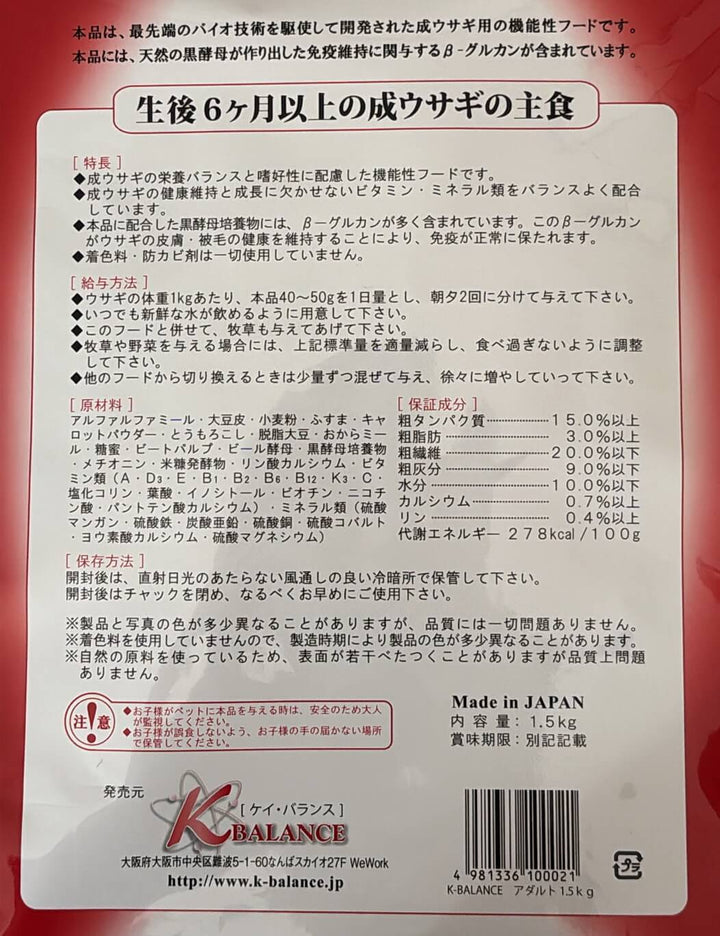 本品は、最先端のバイオ技術を駆使して開発された成ウサギ用の機能性フードです。
本品には、天然の黒酵母が作り出した免疫維持に関与するβ-グルカンが含まれています。
生後6ヶ月以上の成ウサギの主食
[ 特長 ]
◆成ウサギの栄養バランスと嗜好性に配慮した機能性フードです。
◆成ウサギの健康維持と成長に欠かせないビタミン・ミネラル類をバランスよく配合
しています。
◆本品に配合した黒酵母培養物には、β-グルカンが多く含まれています。このβ-グルカン
がウサギの皮膚・被毛の健康を維持することにより、免疫が正常に保たれます。
◆着色料・防カビ剤は一切使用していません。
[ 給与方法 ]
◆ウサギの体重1kgあたり、本品40〜50gを1日量とし、朝夕2回に分けて与えて下さい。
◆いつでも新鮮な水が飲めるように用意して下さい。
◆このフードと併せて、牧草も与えてあげて下さい。
◆牧草や野菜を与える場合には、上記標準量を適量減らし、食べ過ぎないように調整
して下さい。
◆他のフードから切り換えるときは少量ずつ混ぜて与え、徐々に増やしていって下さい。
[ 原材料 ]
アルファルファミール・大豆皮・小麦粉・ふすま・キャ
ロットパウダー・とうもろこし・脱脂大豆・おからミー
ル・糖蜜・ビートパルプ・ビール酵母・黒酵母培養物
・メチオニン・米糠発酵物・リン酸カルシウム・ビタ
ミン類(A・D3・E・B1・B2・B6・B12・K3・C・
塩化コリン・葉酸・イノシトール・ビオチン・ニコチ
ン酸・パントテン酸カルシウム)・ミネラル類(硫酸
マンガン・硫酸鉄・炭酸亜鉛・硫酸銅・硫酸コバルト
・ヨウ素酸カルシウム・硫酸マグネシウム)
[ 保証成分 ]
粗タンパク質……………15.0%以上
粗脂肪……………3.0%以上
粗繊維……………20.0%以下
粗灰分……………9.0%以下
水分……………10.0%以下
カルシウム……………0.7%以上
リン……………0.4%以上
代謝エネルギー 278kcal/100g
[ 保存方法 ]
開封後は、直射日光のあたらない風通しの良い冷暗所で保管して下さい。
開封後はチャックを閉め、なるべくお早めにご使用下さい。
※製品と写真の色が多少異なることがありますが、品質には一切問題ありません。
※着色料を使用していませんので、製造時期により製品の色が多少異なることがあります。
※自然の原料を使っているため、表面が若干べたつくことがありますが品質上問題
ありません。
注!意
◆お子様がペットに本品を与える時は、安全のため大人
が監視してください。
◆お子様が誤食しないよう、お子様の手の届かない場所
で保管してください。
Made in JAPAN
内 容 量 : 1.5kg
賞味期限 : 別記記載
発売元
[ ケイ・バランス ]
K-BALANCE
大阪府大阪市中央区難波5-1-60なんばスカイオ27F WeWork
http://www.k-balance.jp
4 981336 100021
K-BALANCE アダルト 1.5kg
プラ